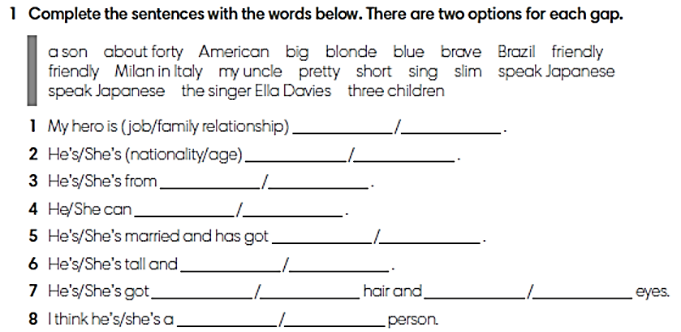 1 Complete the sentences with the words below. There are two options for each gap.
a son about forty American big blonde blue brave Brazil friendly
friendly Milan in Italy my uncle pretty short sing slim speak Japanese
speak Japanese the singer Ella Davies three children
1 My hero is (job/family relationship) ____________/____________.
2 He's/She's (nationality/age) ____________/____________.
3 He's/She's from ____________/____________.
4 He/She can ____________/____________.
5 He's/She's married and has got ____________/____________.
6 He's/She's tall and ____________/____________.
7 He's/She's got ____________/____________ hair and ____________/____________ eyes.
8 I think he's/she's a ____________/____________ person.